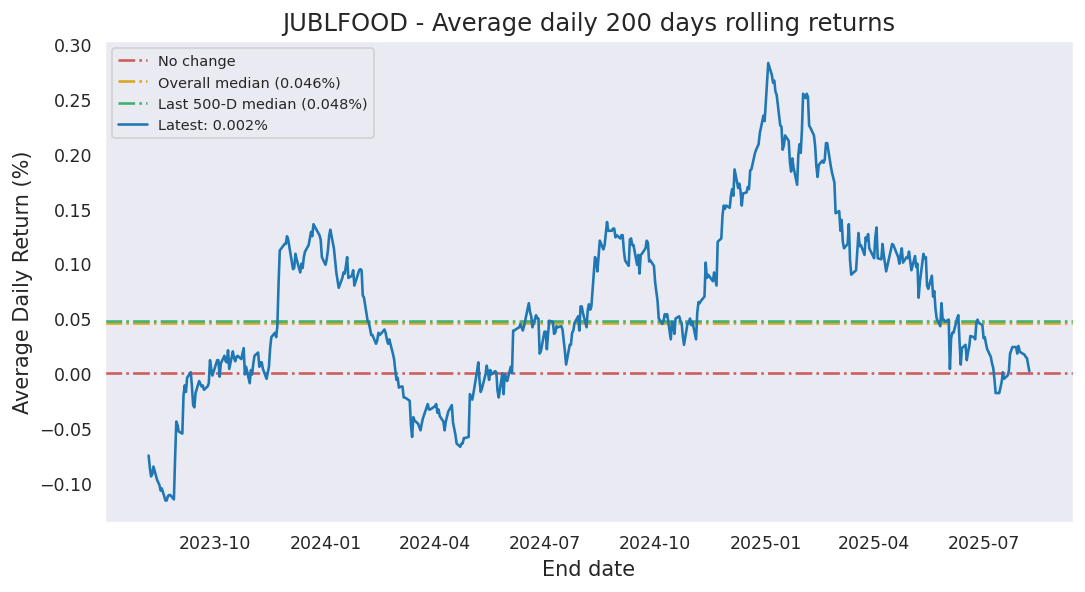 JUBLFOOD - Average daily 200 days rolling returns
Average Daily Return (%)
0.30
0.25
0.20
0.15
0.10
0.05
0.00
−0.05
−0.10
No change
Overall median (0.046%)
Last 500-D median (0.048%)
Latest: 0.002%
2023-10 2024-01 2024-04 2024-07 2024-10 2025-01 2025-04 2025-07
End date